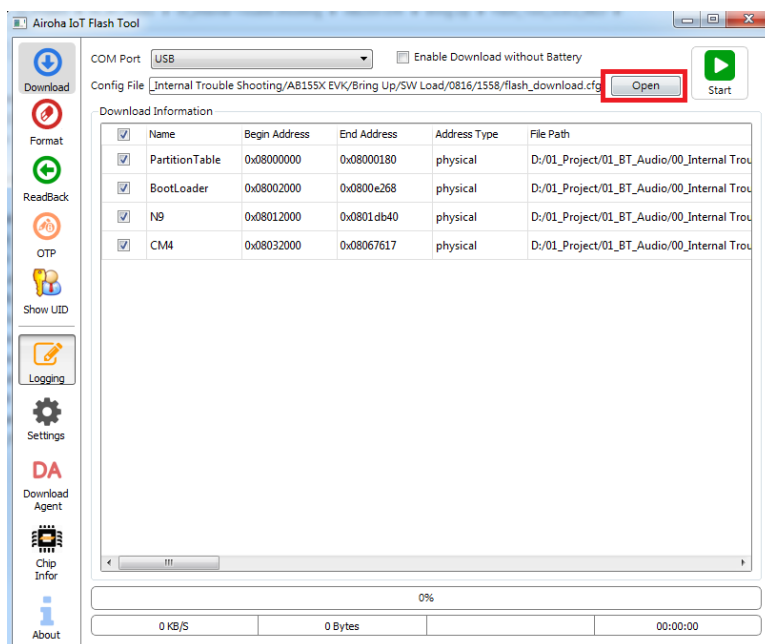 Airoha IoT Flash Tool
Download
Format
ReadBack
OTP
Show UID
Logging
Settings
DA
Download
Agent
Chip
Infor
About
COM Port USB Enable Download without Battery
Config File _Internal Trouble Shooting/AB155X EVK/Bring Up/SW Load/0816/1558/flash_download.cfg Open Start
Download Information
Name Begin Address End Address Address Type File Path
PartitionTable 0x08000000 0x08000180 physical D:/01_Project/01_BT_Audio/00_Internal Trou
BootLoader 0x08002000 0x0800e268 physical D:/01_Project/01_BT_Audio/00_Internal Trou
N9 0x08012000 0x0801db40 physical D:/01_Project/01_BT_Audio/00_Internal Trou
CM4 0x08032000 0x08067617 physical D:/01_Project/01_BT_Audio/00_Internal Trou
0%
0 KB/S 0 Bytes 00:00:00